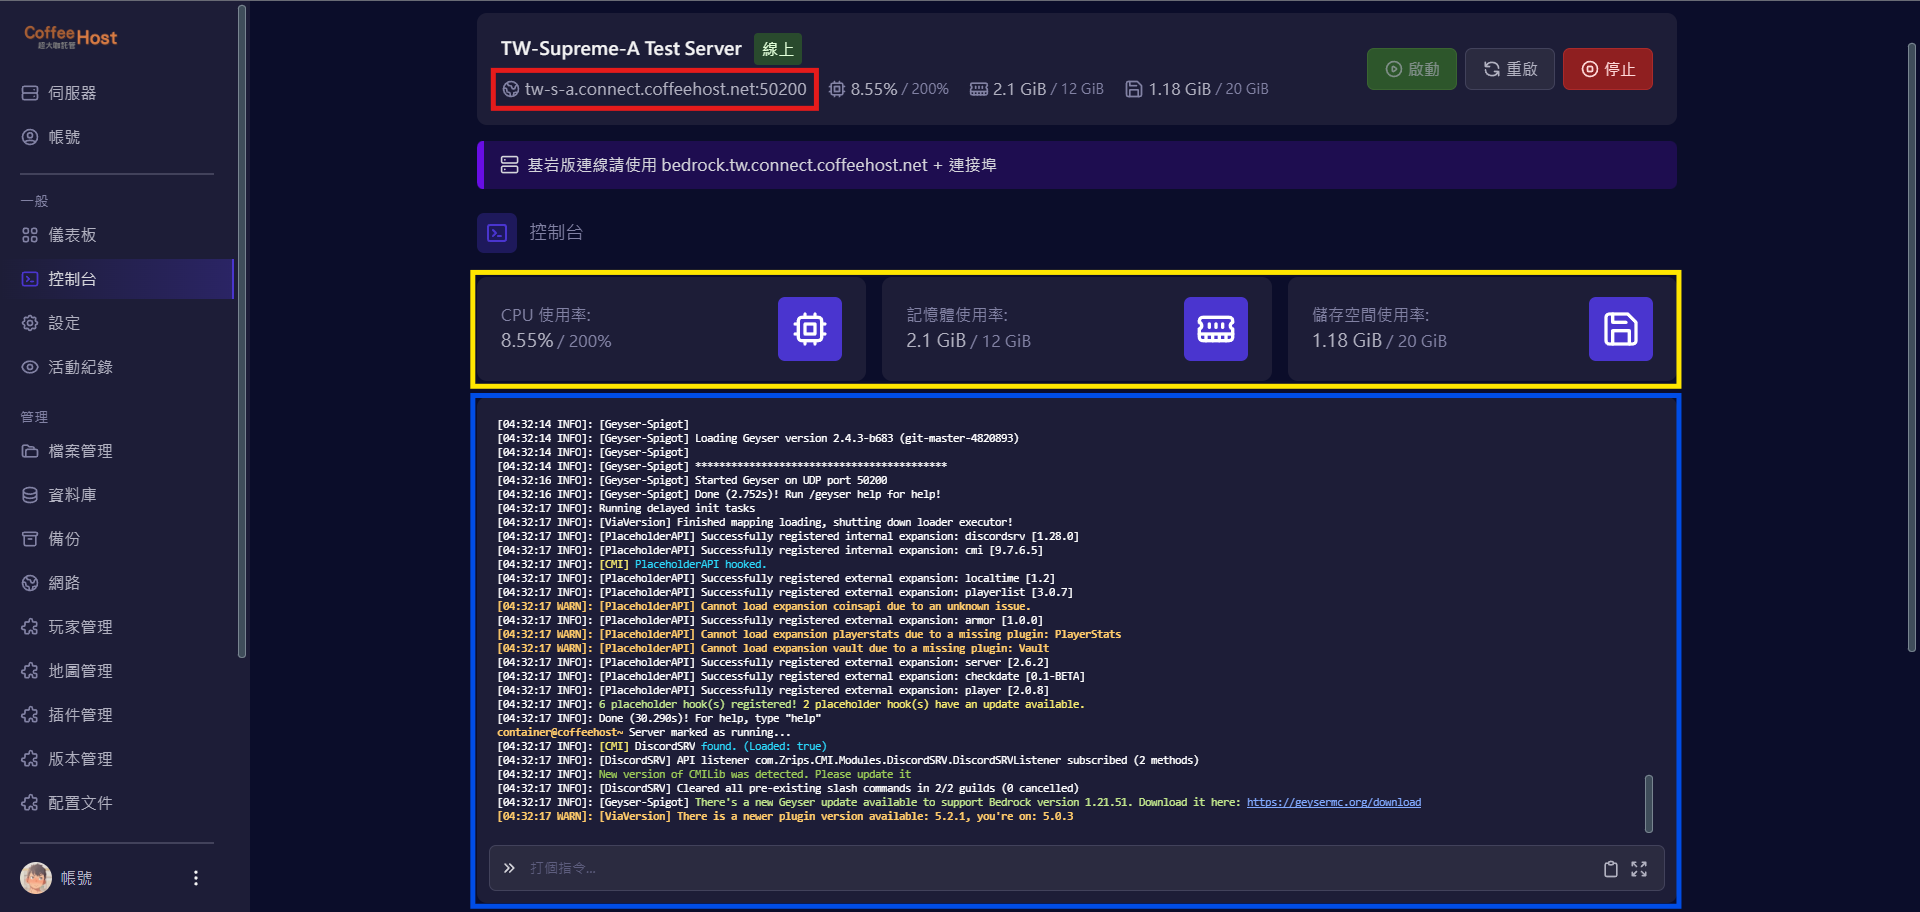 CoffeeHost
超大咖託管
伺服器
帳號
一般
儀表板
控制台
設定
活動紀錄
管理
檔案管理
資料庫
備份
網路
玩家管理
地圖管理
插件管理
版本管理
配置文件
帳號
TW-Supreme-A Test Server 線上
tw-s-a.connect.coffeehost.net:50200 8.55% / 200% 2.1 GiB / 12 GiB 1.18 GiB / 20 GiB
啟動 重啟 停止
基岩版連線請使用 bedrock.tw.connect.coffeehost.net + 連接埠
控制台
CPU 使用率:
8.55% / 200%
記憶體使用率:
2.1 GiB / 12 GiB
儲存空間使用率:
1.18 GiB / 20 GiB
[04:32:14 INFO]: [Geyser-Spigot]
[04:32:14 INFO]: [Geyser-Spigot] Loading Geyser version 2.4.3-b683 (git-master-4820893)
[04:32:14 INFO]: [Geyser-Spigot]
[04:32:14 INFO]: [Geyser-Spigot] ******************************************
[04:32:16 INFO]: [Geyser-Spigot] Started Geyser on UDP port 50200
[04:32:16 INFO]: [Geyser-Spigot] Done (2.752s)! Run /geyser help for help!
[04:32:17 INFO]: Running delayed init tasks
[04:32:17 INFO]: [ViaVersion] Finished mapping loading, shutting down loader executor!
[04:32:17 INFO]: [PlaceholderAPI] Successfully registered internal expansion: discordsrv [1.28.0]
[04:32:17 INFO]: [PlaceholderAPI] Successfully registered internal expansion: cmi [9.7.6.5]
[04:32:17 INFO]: [CMI] PlaceholderAPI hooked.
[04:32:17 INFO]: [PlaceholderAPI] Successfully registered external expansion: localtime [1.2]
[04:32:17 INFO]: [PlaceholderAPI] Successfully registered external expansion: playerlist [3.0.7]
[04:32:17 WARN]: [PlaceholderAPI] Cannot load expansion coinsapi due to an unknown issue.
[04:32:17 INFO]: [PlaceholderAPI] Successfully registered external expansion: armor [1.0.0]
[04:32:17 WARN]: [PlaceholderAPI] Cannot load expansion playerstats due to a missing plugin: PlayerStats
[04:32:17 WARN]: [PlaceholderAPI] Cannot load expansion vault due to a missing plugin: Vault
[04:32:17 INFO]: [PlaceholderAPI] Successfully registered external expansion: server [2.6.2]
[04:32:17 INFO]: [PlaceholderAPI] Successfully registered external expansion: checkdate [0.1-BETA]
[04:32:17 INFO]: [PlaceholderAPI] Successfully registered external expansion: player [2.0.8]
[04:32:17 INFO]: 6 placeholder hook(s) registered! 2 placeholder hook(s) have an update available.
[04:32:17 INFO]: Done (30.290s)! For help, type "help"
container@coffeehost~ Server marked as running...
[04:32:17 INFO]: [CMI] DiscordSRV found. (Loaded: true)
[04:32:17 INFO]: [DiscordSRV] API listener com.Zrips.CMI.Modules.DiscordSRV.DiscordSRVListener subscribed (2 methods)
[04:32:17 INFO]: New version of CMILib was detected. Please update it
[04:32:17 INFO]: [DiscordSRV] Cleared all pre-existing slash commands in 2/2 guilds (0 cancelled)
[04:32:17 INFO]: [Geyser-Spigot] There's a new Geyser update available to support Bedrock version 1.21.51. Download it here: https://geysermc.org/download
[04:32:17 WARN]: [ViaVersion] There is a newer plugin version available: 5.2.1, you're on: 5.0.3
» 打個指令...